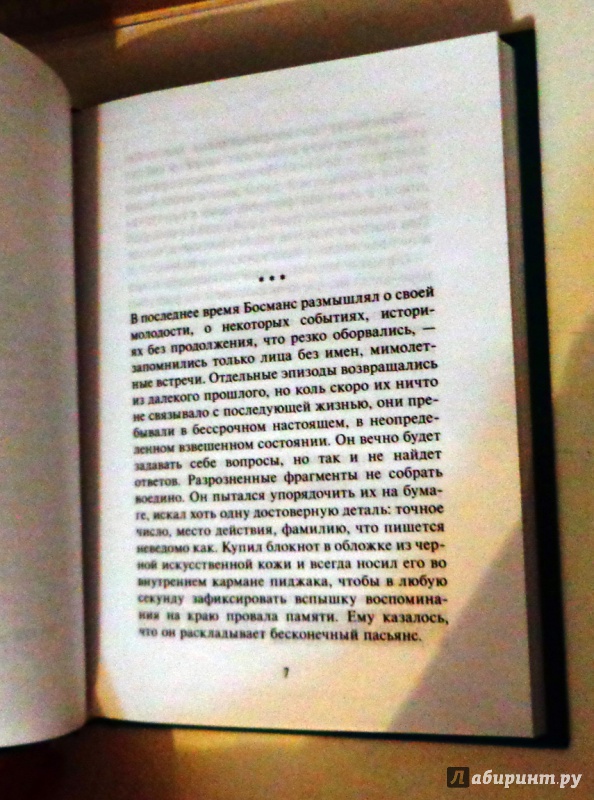 • • •
В последнее время Босманс размышлял о своей
молодости, о некоторых событиях, истори-
ях без продолжения, что резко оборвались, —
запомнились только лица без имен, мимолет-
ные встречи. Отдельные эпизоды возвращались
из далекого прошлого, но коль скоро их ничто
не связывало с последующей жизнью, они пре-
бывали в бессрочном настоящем, в неопреде-
ленном взвешенном состоянии. Он вечно будет
задавать себе вопросы, но так и не найдет
ответов. Разрозненные фрагменты не собрать
воедино. Он пытался упорядочить их на бума-
ге, искал хоть одну достоверную деталь: точное
число, место действия, фамилию, что пишется
неведомо как. Купил блокнот в обложке из чер-
ной искусственной кожи и всегда носил его во
внутреннем кармане пиджака, чтобы в любую
секунду зафиксировать вспышку воспомина-
ния на краю провала памяти. Ему казалось,
что он раскладывает бесконечный пасьянс.
7
Лабиринт.ру